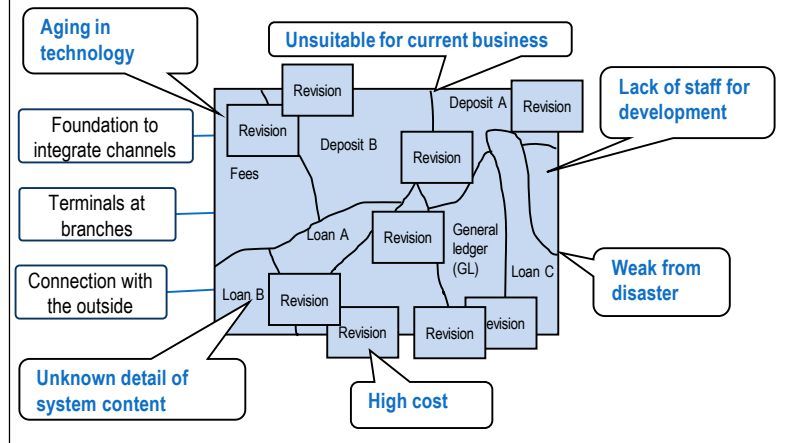 Aging in
technology
Unsuitable for current business
Lack of staff for
development
Revision
Deposit A
Revision
Revision
Foundation to
integrate channels
Deposit B
Revision
Fees
Terminals at
branches
Loan A
Revision
General
ledger
(GL)
Loan C
Weak from
disaster
Connection with
the outside
Loan B
Revision
Revision
Revision
evision
Unknown detail of
system content
High cost